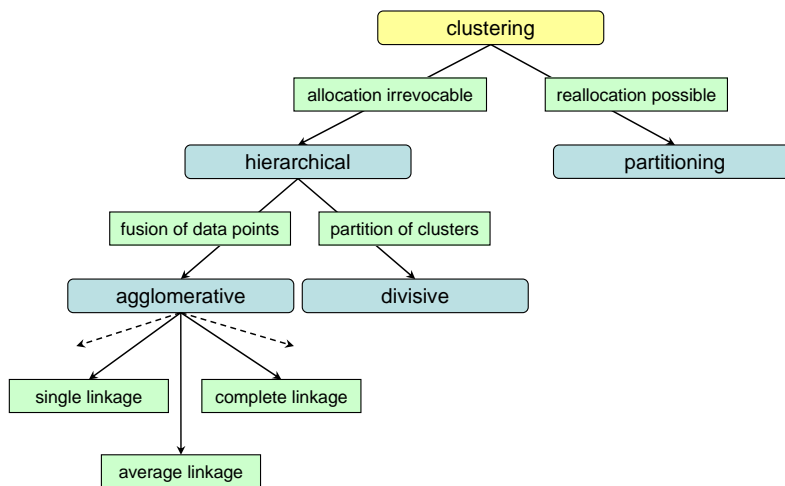 clustering
allocation irrevocable
reallocation possible
hierarchical
partitioning
fusion of data points
partition of clusters
agglomerative
divisive
single linkage
complete linkage
average linkage